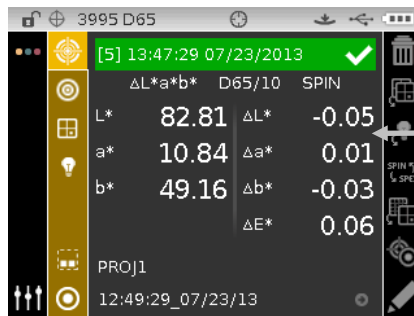 3995 D65
[5] 13:47:29 07/23/2013
ΔL*a*b* D65/10 SPIN
L* 82.81 ΔL* -0.05
a* 10.84 Δa* 0.01
b* 49.16 Δb* -0.03
ΔE* 0.06
SPIN
PROJ1
12:49:29_07/23/13